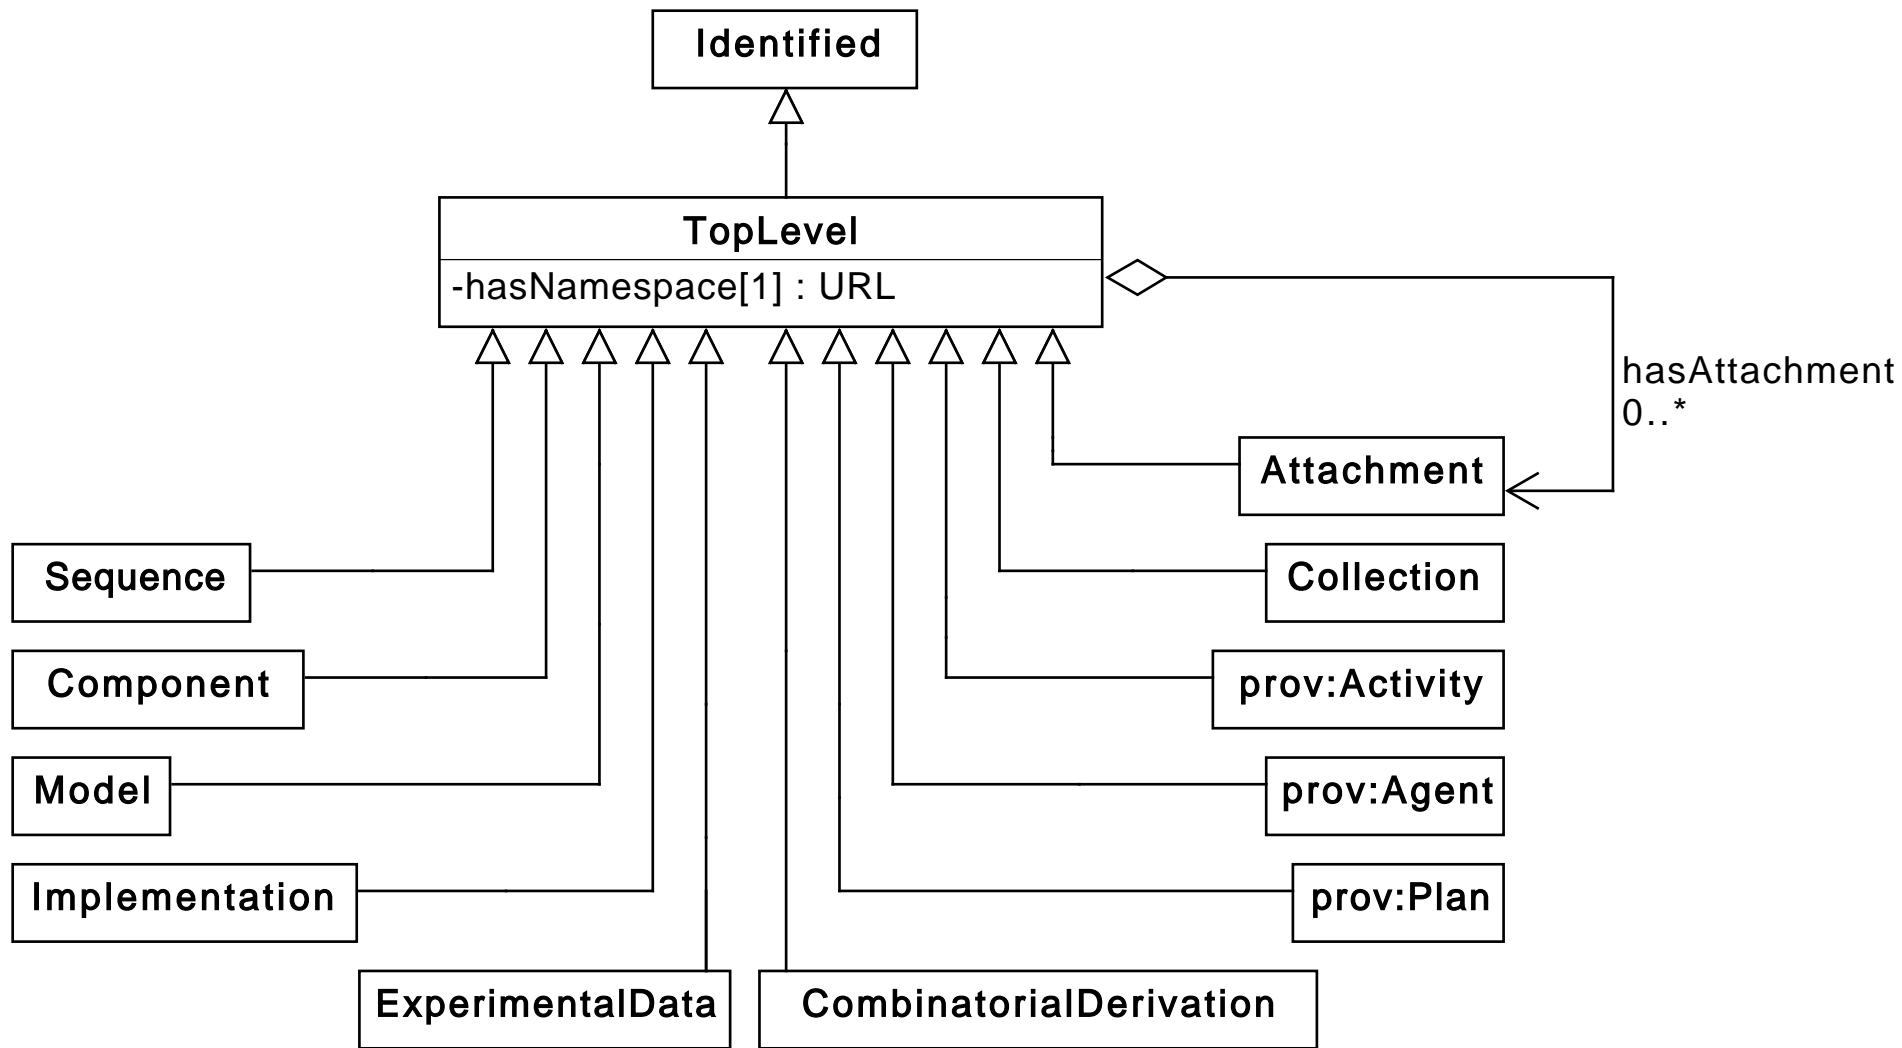 Identified
TopLevel
-hasNamespace[1] : URL
hasAttachment
0..*
Attachment
Sequence
Collection
Component
prov:Activity
Model
prov:Agent
Implementation
prov:Plan
ExperimentalData
CombinatorialDerivation